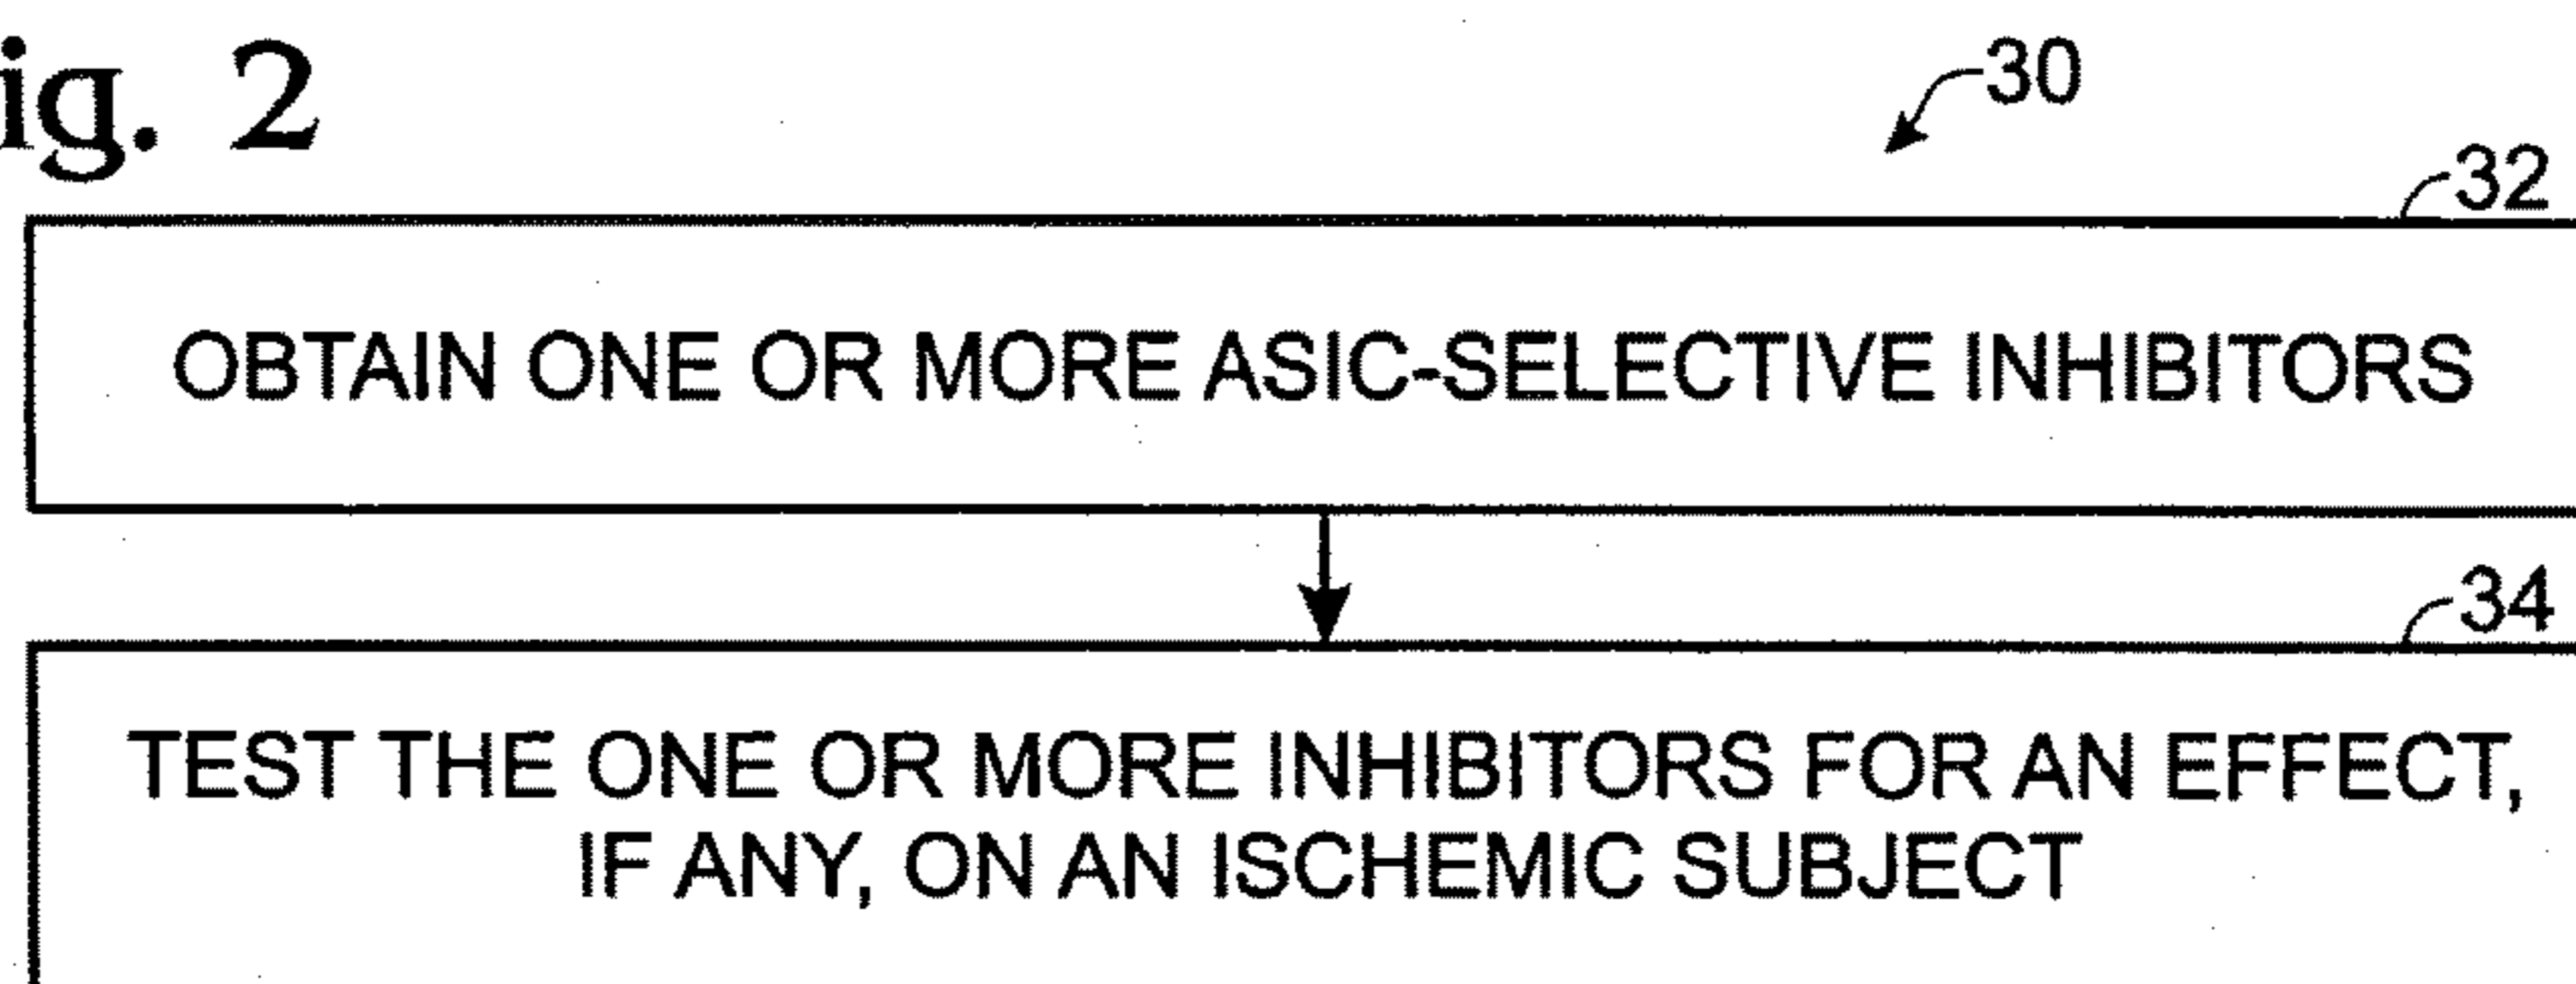 ig. 2
30
32
OBTAIN ONE OR MORE ASIC-SELECTIVE INHIBITORS
34
TEST THE ONE OR MORE INHIBITORS FOR AN EFFECT,
IF ANY, ON AN ISCHEMIC SUBJECT